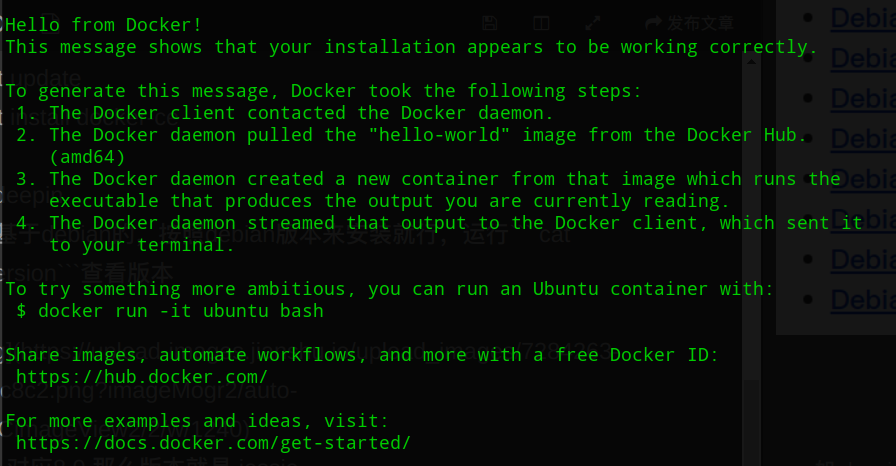 Hello from Docker!
This message shows that your installation appears to be working correctly.
To generate this message, Docker took the following steps:
1. The Docker client contacted the Docker daemon.
2. The Docker daemon pulled the "hello-world" image from the Docker Hub.
(amd64)
3. The Docker daemon created a new container from that image which runs the
executable that produces the output you are currently reading.
4. The Docker daemon streamed that output to the Docker client, which sent it
to your terminal.
To try something more ambitious, you can run an Ubuntu container with:
$ docker run -it ubuntu bash
Share images, automate workflows, and more with a free Docker ID:
https://hub.docker.com/
For more examples and ideas, visit:
https://docs.docker.com/get-started/
发布文章
update
查看版本
Debia
Debia
Debia
Debia
Debia
Debia
Debia
Debia